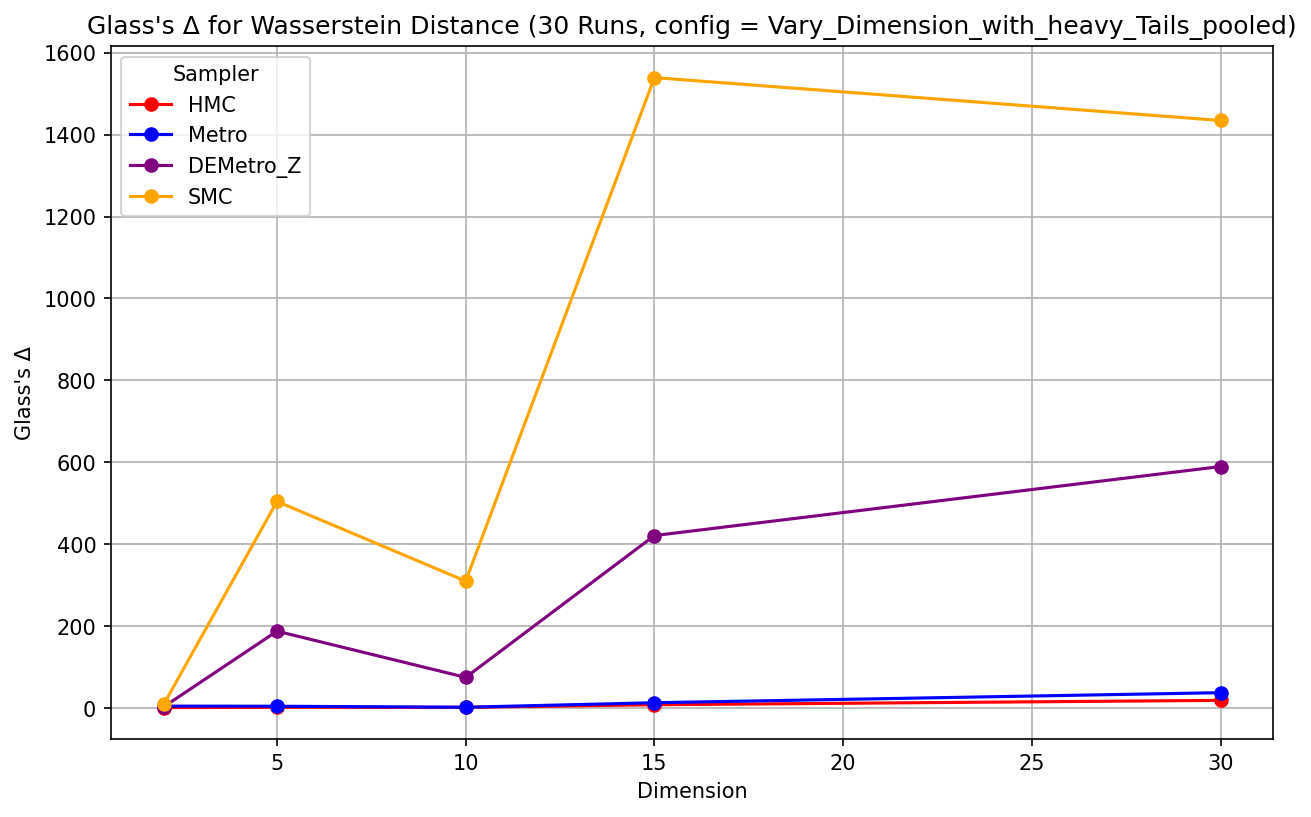 Glass's Δ for Wasserstein Distance (30 Runs, config = Vary_Dimension_with_heavy_Tails_pooled)
Sampler
HMC
Metro
DEMetro_Z
SMC
Glass's Δ
1600
1400
1200
1000
800
600
400
200
0
5 10 15 20 25 30
Dimension